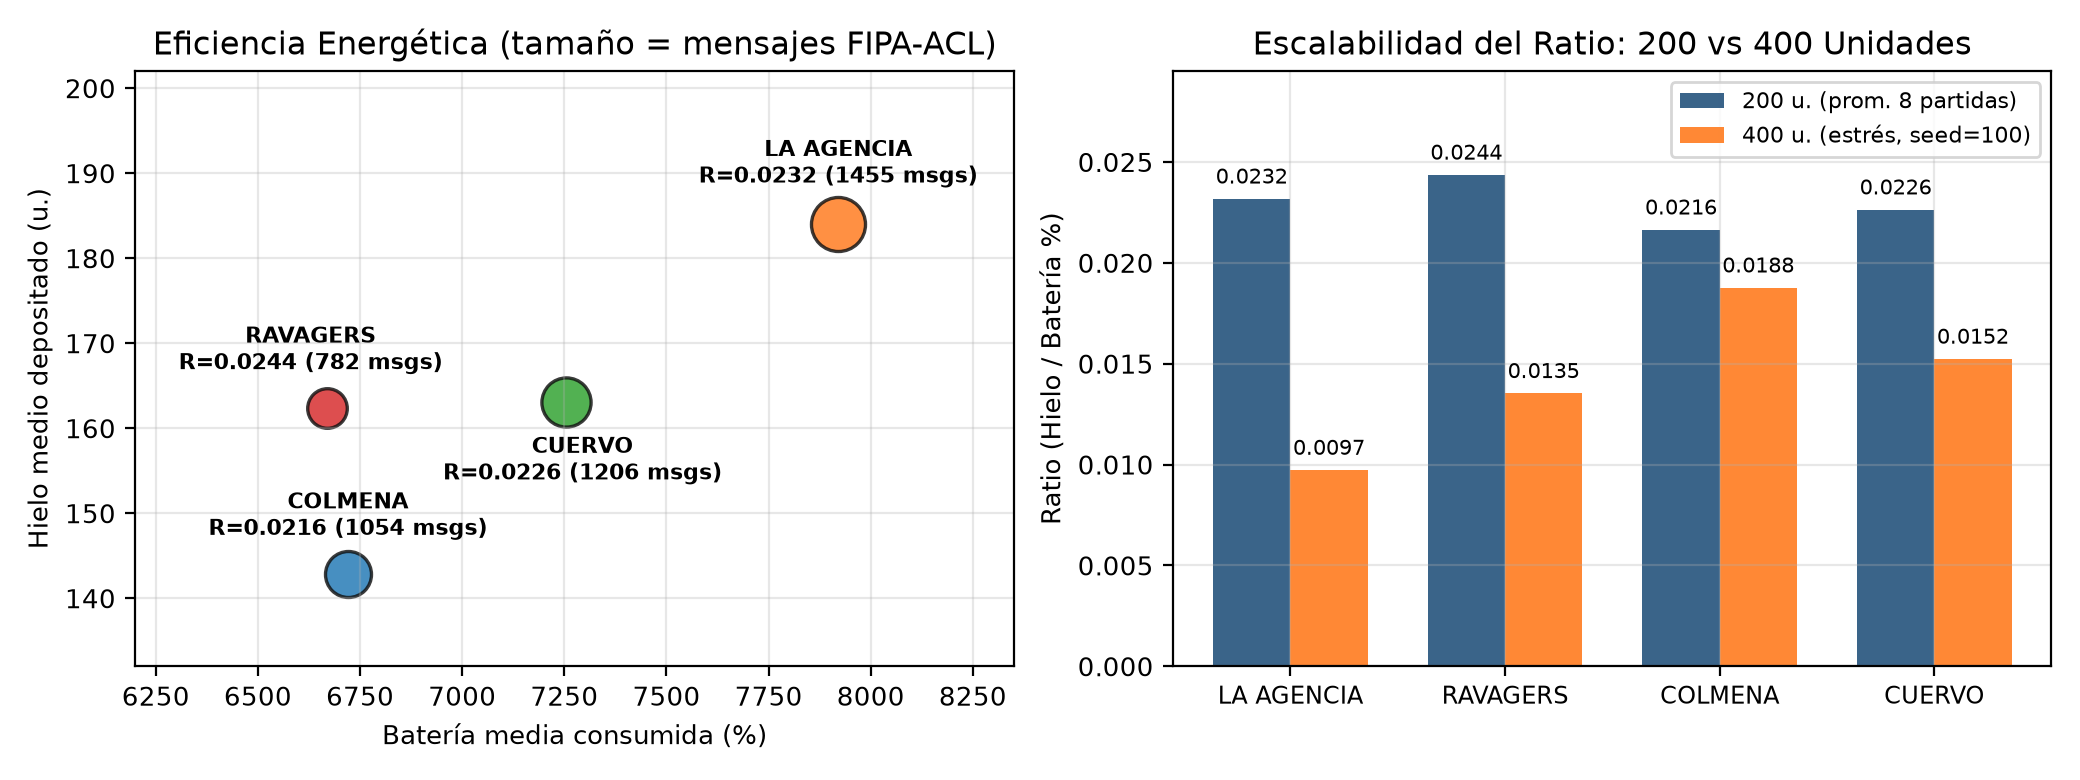 Eficiencia Energética (tamaño = mensajes FIPA-ACL)
Hielo medio depositado (u.)
200
190
180
170
160
150
140
LA AGENCIA
R=0.0232 (1455 msgs)
RAVAGERS
R=0.0244 (782 msgs)
CUERVO
R=0.0226 (1206 msgs)
COLMENA
R=0.0216 (1054 msgs)
6250 6500 6750 7000 7250 7500 7750 8000 8250
Batería media consumida (%)
Escalabilidad del Ratio: 200 vs 400 Unidades
Ratio (Hielo / Batería %)
0.025
0.020
0.015
0.010
0.005
0.000
200 u. (prom. 8 partidas)
400 u. (estrés, seed=100)
0.0232
0.0097
0.0244
0.0135
0.0216
0.0188
0.0226
0.0152
LA AGENCIA RAVAGERS COLMENA CUERVO